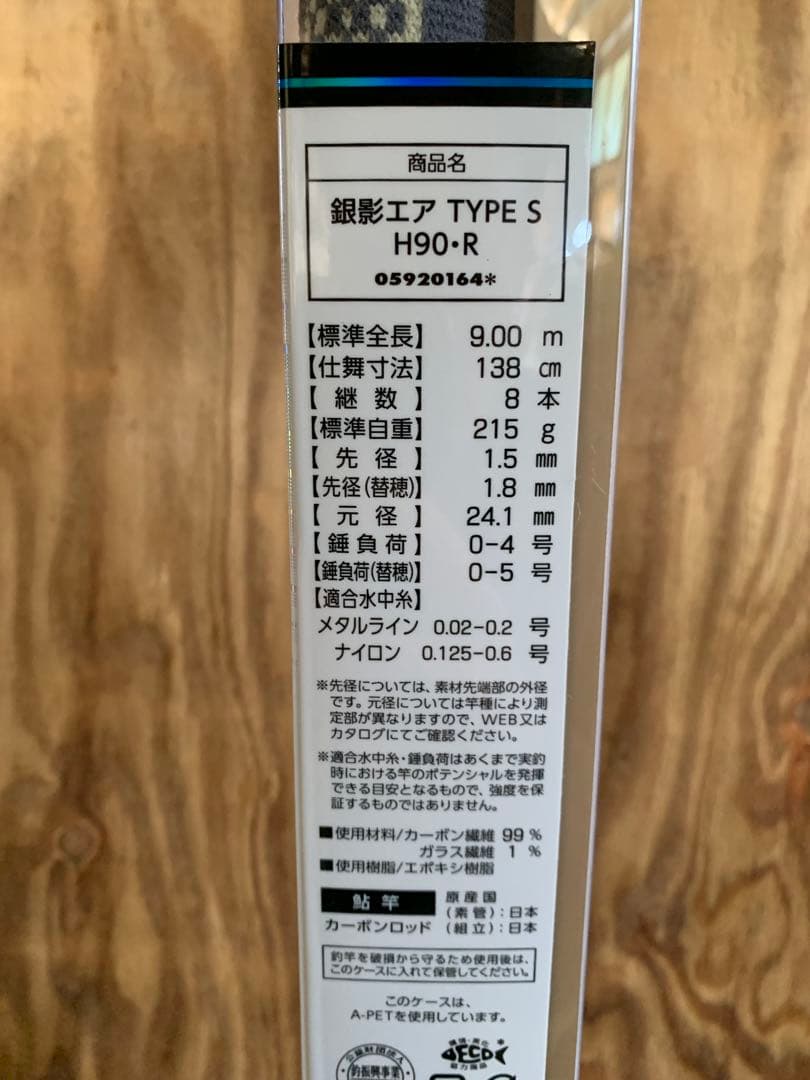 商品名
銀影エア TYPE S
H90・R
05920164*
【標準全長】 9.00 m
【仕舞寸法】 138 cm
【継数】 8 本
【標準自重】 215 g
【先径】 1.5 mm
【先径(替穂)】 1.8 mm
【元径】 24.1 mm
【錘負荷】 0-4 号
【錘負荷(替穂)】 0-5 号
【適合水中糸】
メタルライン 0.02-0.2 号
ナイロン 0.125-0.6 号
※先径については、素材先端部の外径
です。元径については竿種により測
定部が異なりますので、WEB又は
カタログにてご確認ください。
※適合水中糸・錘負荷はあくまで実釣
時における竿のポテンシャルを発揮
できる目安となるもので、強度を保
証するものではありません。
■使用材料/カーボン繊維 99 %
ガラス繊維 1 %
■使用樹脂/エポキシ樹脂
鮎竿
カーボンロッド
原産国
(素管):日本
(組立):日本
釣竿を破損から守るため使用後は、
このケースに入れて保管してください。
このケースは、
A-PETを使用しています。
公益財団法人
釣振興事業
ECO